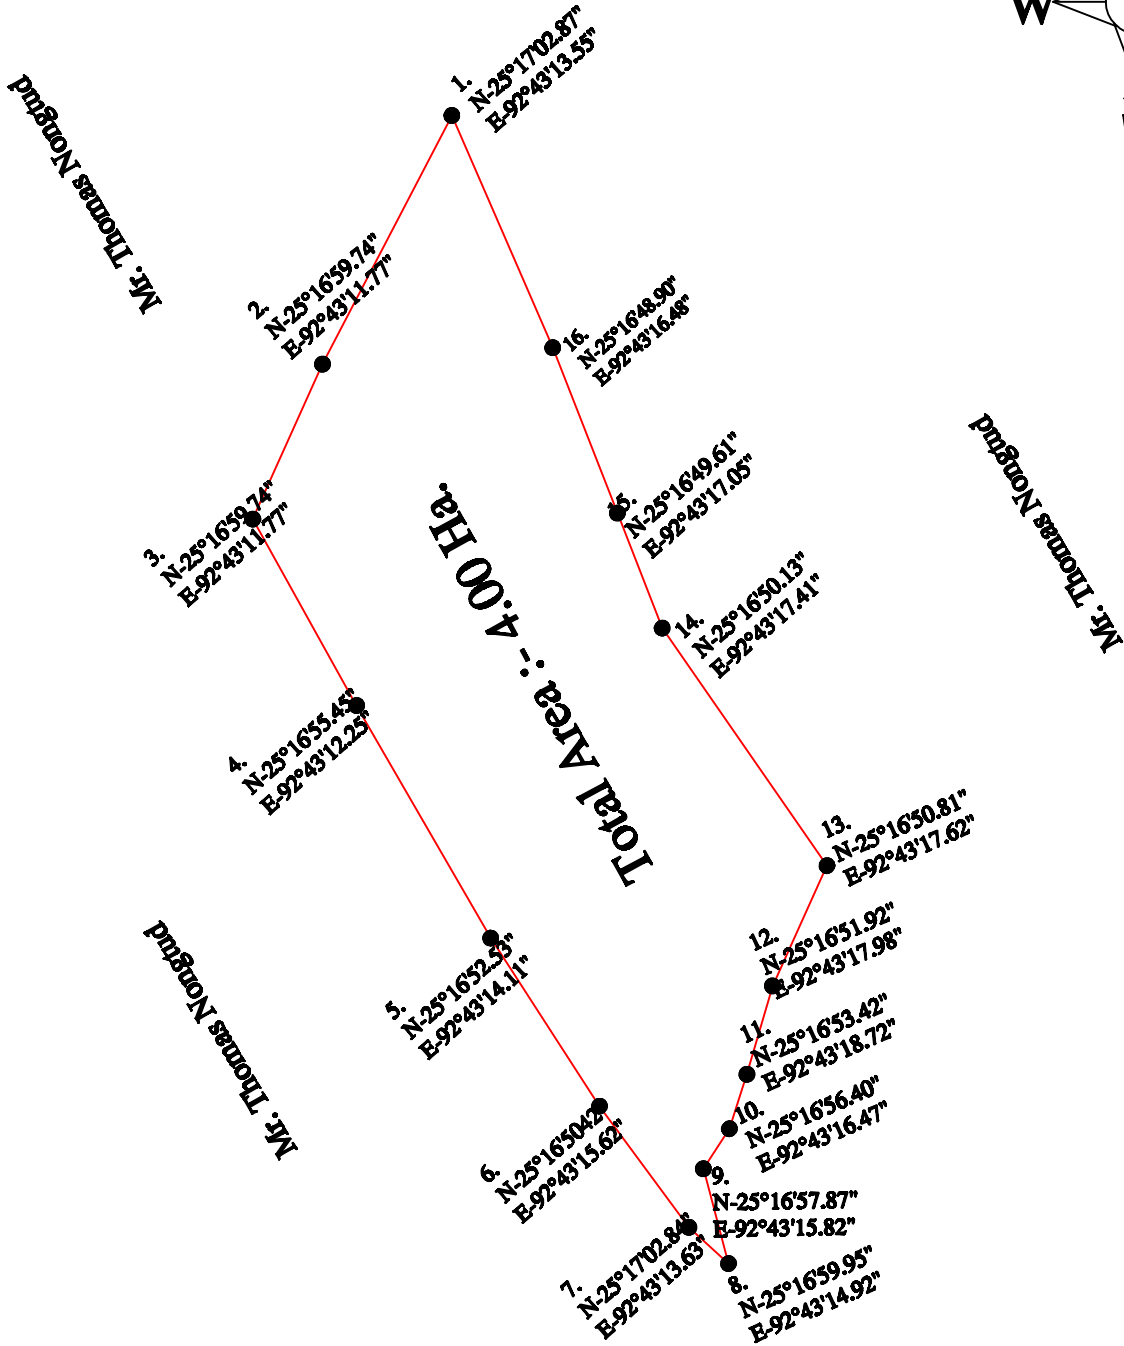 W
1.
N-25°17'02.87"
E-92°43'13.55"
Mr. Thomas Nongtud
2.
N-25°16'59.74"
E-92°43'11.77"
16.
N-25°16'48.90"
E-92°43'16.48"
3.
N-25°16'59.74"
E-92°43'11.77"
15.
N-25°16'49.61"
E-92°43'17.05"
Mr. Thomas Nongtud
Total Area :- 4.00 Ha
14.
N-25°16'50.13"
E-92°43'17.41"
4.
N-25°16'55.45"
E-92°43'12.25"
13.
N-25°16'50.81"
E-92°43'17.62"
Mr. Thomas Nongtud
5.
N-25°16'52.53"
E-92°43'14.11"
12.
N-25°16'51.92"
E-92°43'17.98"
11.
N-25°16'53.42"
E-92°43'18.72"
10.
N-25°16'56.40"
E-92°43'16.47"
6.
N-25°16'5042"
E-92°43'15.62"
9.
N-25°16'57.87"
E-92°43'15.82"
7.
N-25°17'02.84"
E-92°43'13.63"
8.
N-25°16'59.95"
E-92°43'14.92"